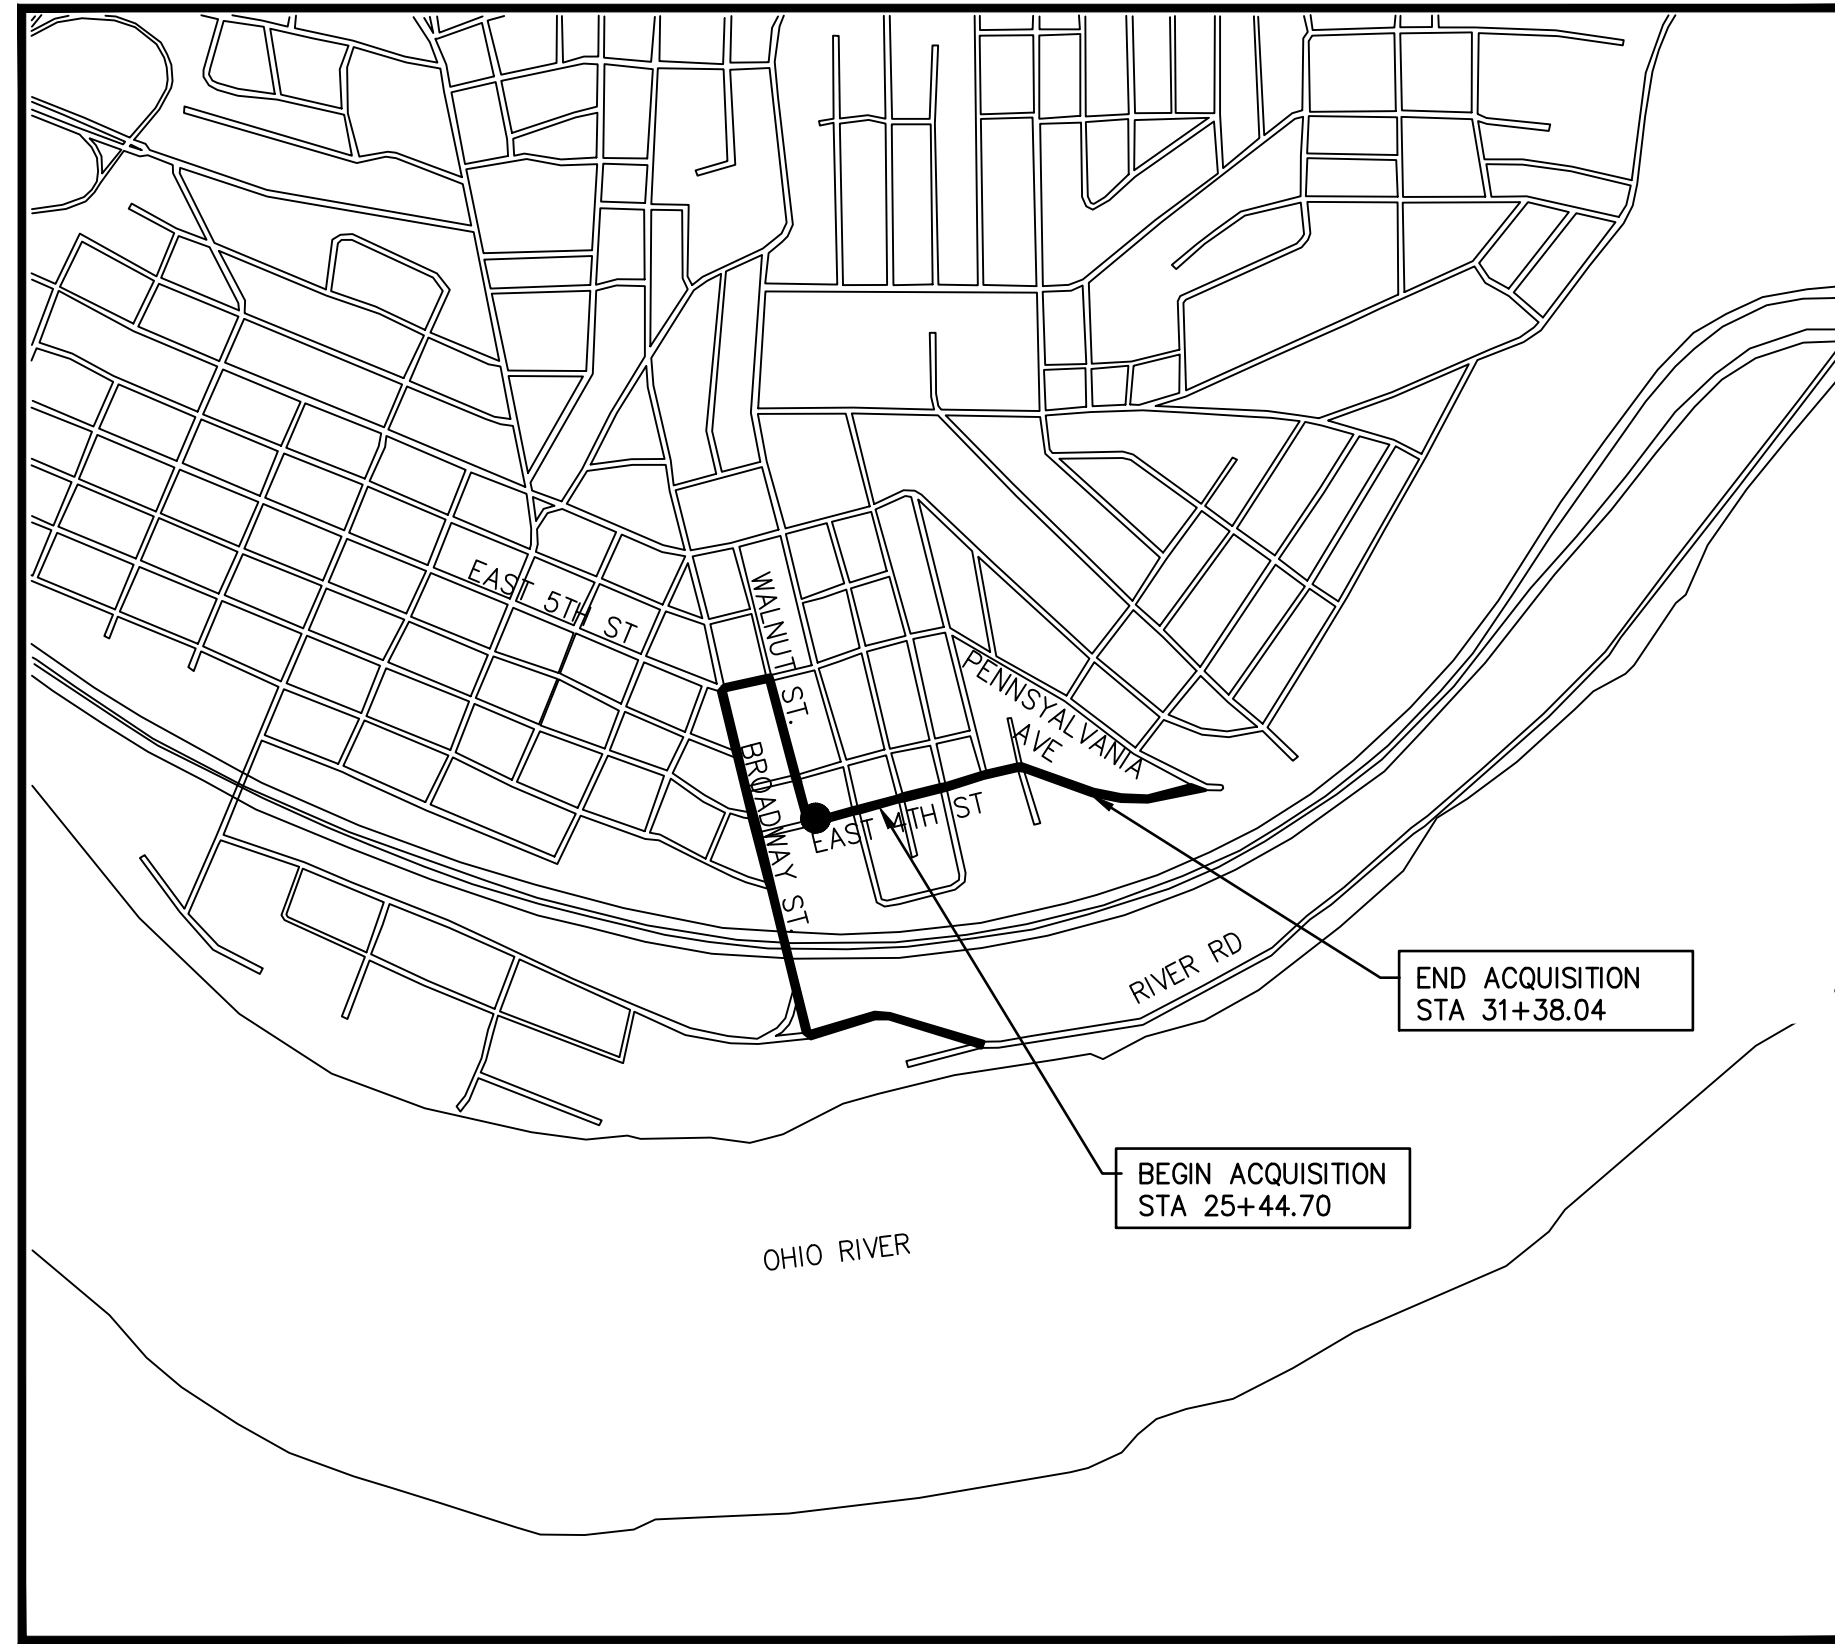 EAST 5TH ST
WALNUT ST.
PENNSYALVANIA
AVE
BROADWAY ST.
EAST 4TH ST
RIVER RD
END ACQUISITION
STA 31+38.04
BEGIN ACQUISITION
STA 25+44.70
OHIO RIVER